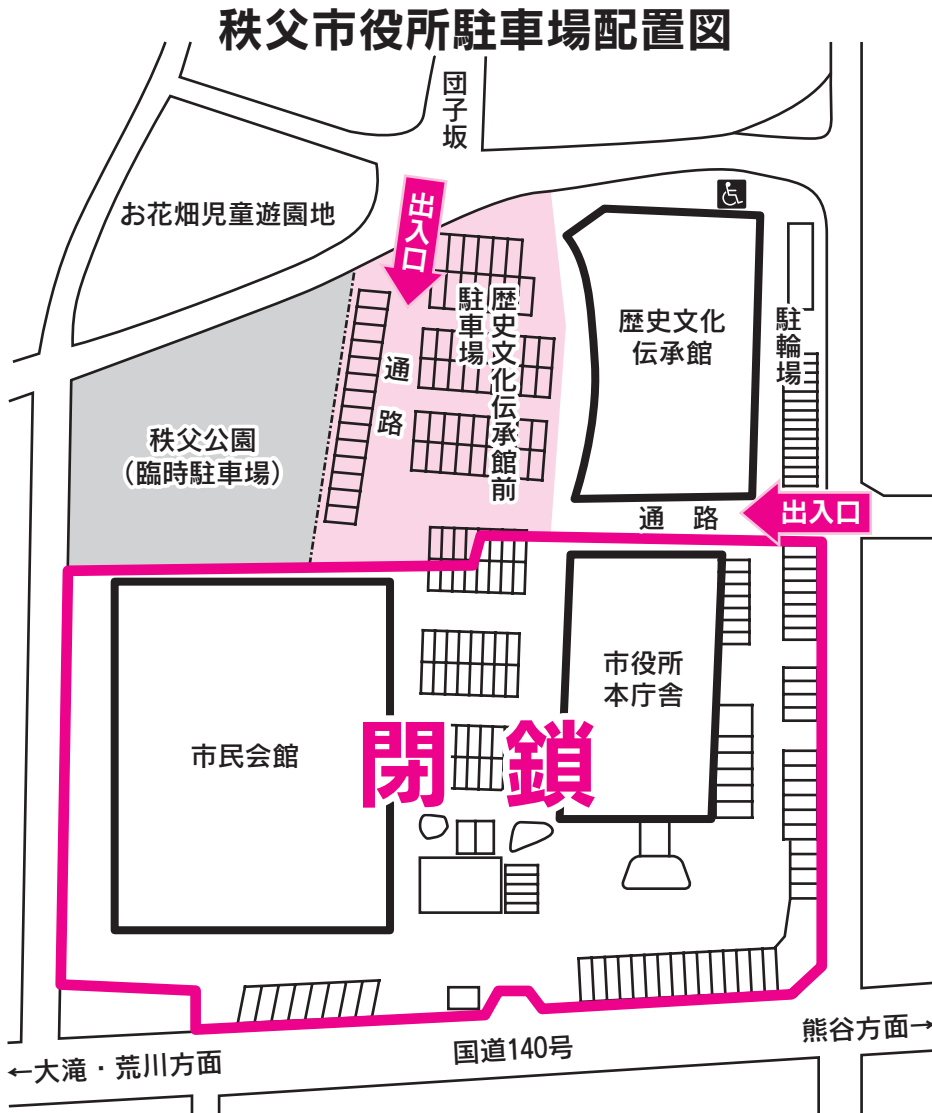 秩父市役所駐車場配置図
団子坂
お花畑児童遊園地
出入口
歴史文化伝承館前
駐車場
通路
歴史文化
伝承館
駐輪場
秩父公園
（臨時駐車場）
通 路
出入口
市役所
本庁舎
市民会館
閉鎖
熊谷方面→
国道140号
←大滝・荒川方面